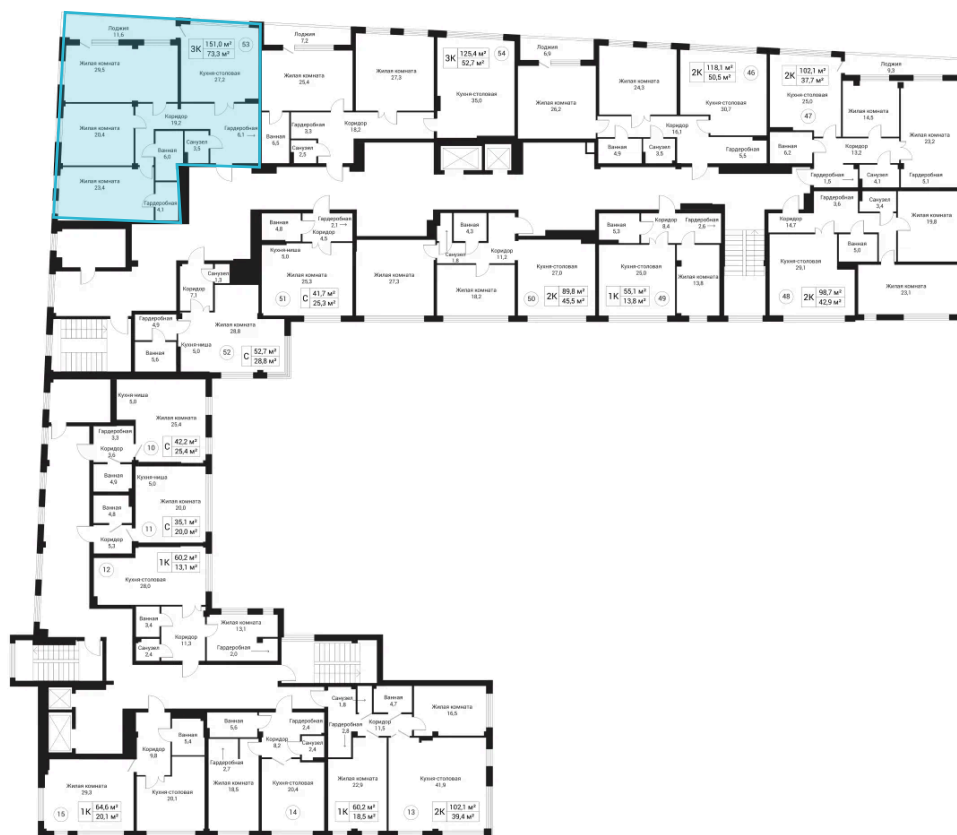 Лоджия
11,6
3К
151,0 м²
73,3 м²
53
Жилая комната
29,5
Кухня-столовая
27,2
Коридор
19,2
Гардеробная
6,1
Жилая комната
20,4
Ванная
6,0
Санузел
3,5
Жилая комната
23,4
Гардеробная
4,1
Лоджия
7,2
Жилая комната
25,4
Жилая комната
27,3
3К
125,4 м²
52,7 м²
54
Кухня-столовая
35,0
Гардеробная
3,3
Коридор
18,2
Ванная
6,5
Санузел
2,5
Лоджия
6,9
Жилая комната
26,2
Жилая комната
24,3
2К
118,1 м²
50,5 м²
46
Кухня-столовая
30,7
Коридор
16,1
Ванная
4,9
Санузел
3,5
Гардеробная
5,5
2К
102,1 м²
37,7 м²
Кухня-столовая
25,0
47
Лоджия
9,3
Жилая комната
14,5
Жилая комната
23,2
Ванная
6,2
Коридор
13,2
Гардеробная
1,5
Санузел
4,1
Гардеробная
5,1
Ванная
4,8
Гардеробная
2,1
Коридор
4,5
Кухня-ниша
5,0
Жилая комната
25,3
51
С
41,7 м²
25,3 м²
Жилая комната
27,3
Ванная
4,3
Санузел
1,8
Коридор
11,3
Жилая комната
18,2
Кухня-столовая
27,0
50
2К
89,8 м²
45,5 м²
Ванная
5,3
Коридор
8,4
Гардеробная
2,6
Кухня-столовая
25,0
Жилая комната
13,8
1К
55,1 м²
13,8 м²
49
Гардеробная
3,6
Санузел
3,4
Коридор
14,7
Ванная
5,0
Жилая комната
19,8
Кухня-столовая
29,1
48
2К
98,7 м²
42,9 м²
Жилая комната
23,1
Санузел
1,3
Коридор
7,1
Гардеробная
4,9
Жилая комната
28,8
Кухня-ниша
5,0
Ванная
5,6
52
С
52,7 м²
28,8 м²
Кухня-ниша
5,0
Жилая комната
25,4
Гардеробная
3,3
Коридор
3,6
10
С
42,2 м²
25,4 м²
Ванная
4,9
Кухня-ниша
5,0
Жилая комната
20,0
Ванная
4,8
11
С
35,1 м²
20,0 м²
Коридор
5,3
1К
60,2 м²
13,1 м²
12
Кухня-столовая
28,0
Ванная
3,4
Коридор
11,3
Жилая комната
13,1
Санузел
2,4
Гардеробная
2,0
Санузел
1,8
Ванная
4,7
Жилая комната
16,5
Гардеробная
2,8
Коридор
11,5
Ванная
5,4
Коридор
9,8
Ванная
5,6
Гардеробная
2,4
Коридор
8,2
Санузел
2,4
Гардеробная
2,7
Жилая комната
29,3
Кухня-столовая
20,1
Жилая комната
18,5
Кухня-столовая
20,4
Жилая комната
22,9
Кухня-столовая
41,9
15
1К
64,6 м²
20,1 м²
14
1К
60,2 м²
18,5 м²
13
2К
102,1 м²
39,4 м²